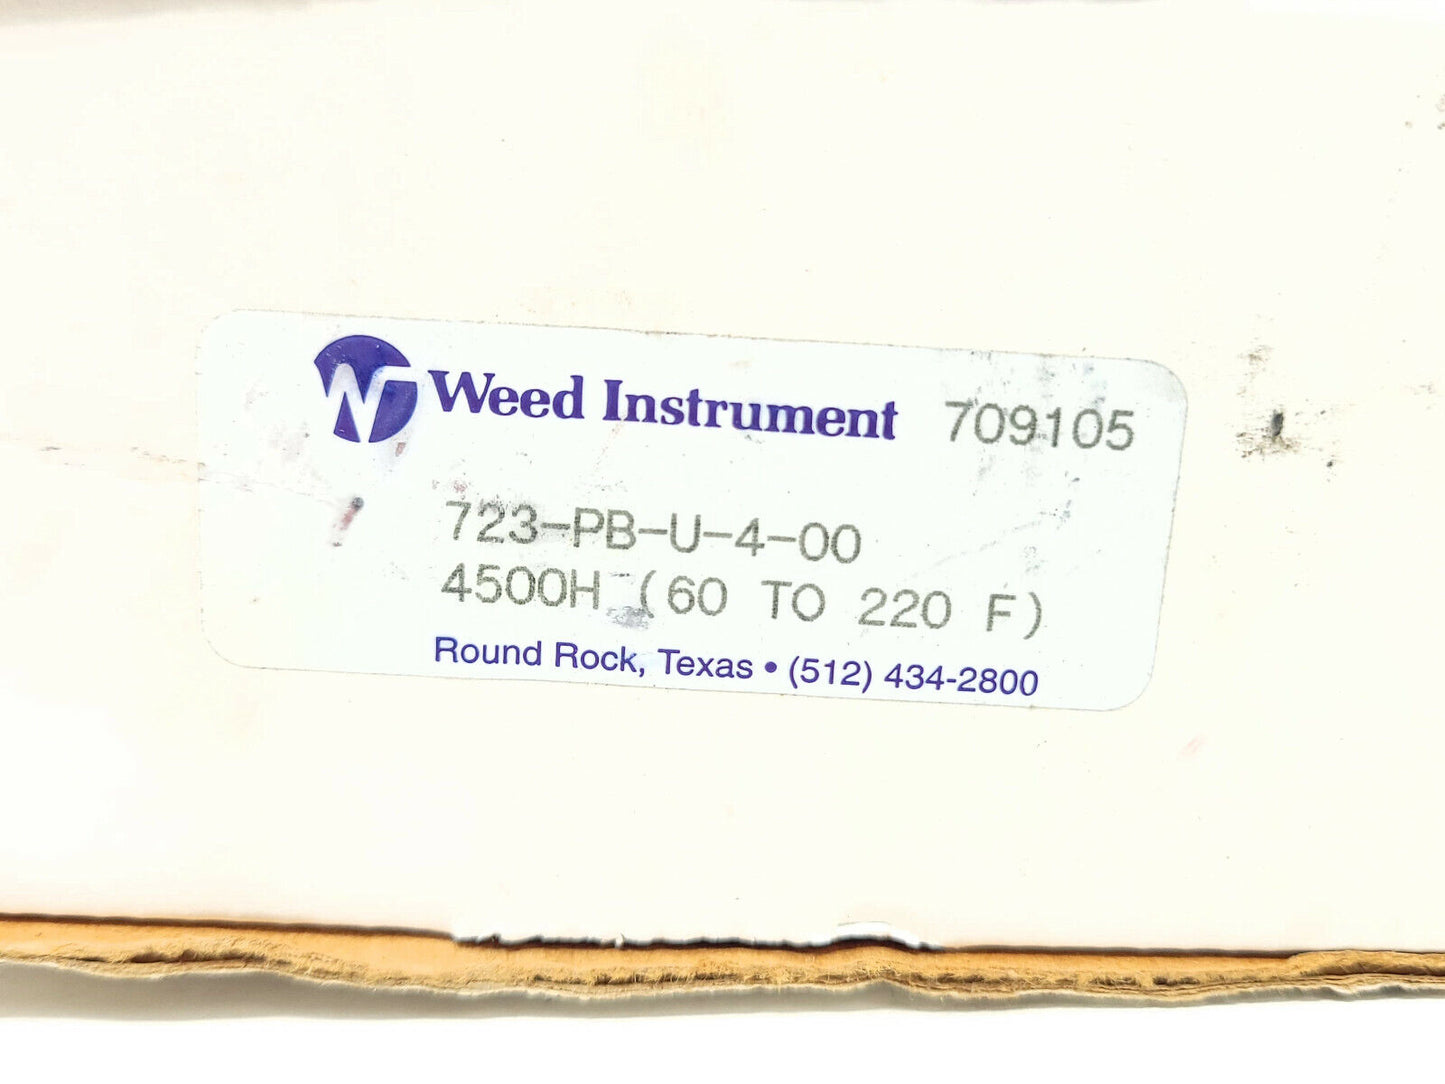 Weed Instrument 709105
723-PB-U-4-00
4500H (60 TO 220 F)
Round Rock, Texas • (512) 434-2800